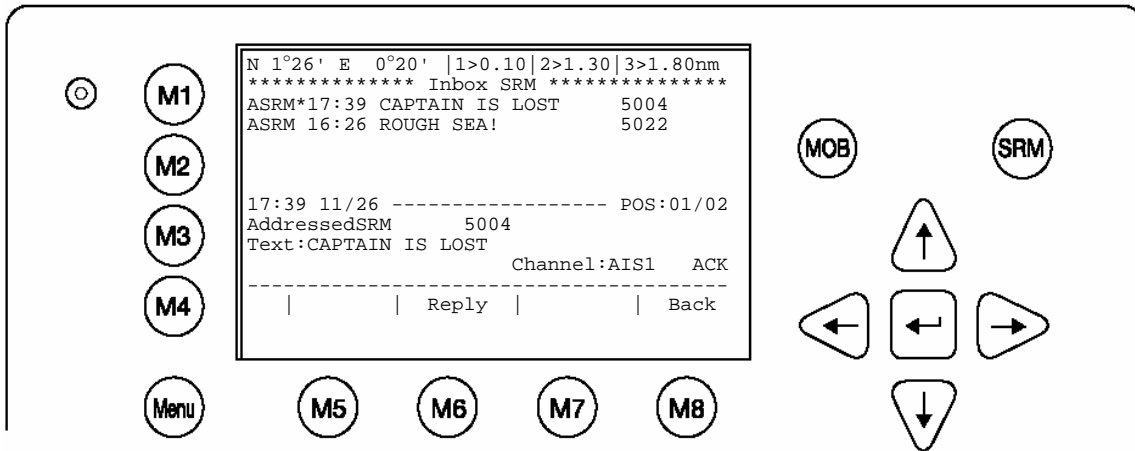 N 1°26' E 0°20' |1>0.10|2>1.30|3>1.80nm
************** Inbox SRM ***************
ASRM*17:39 CAPTAIN IS LOST 5004
ASRM 16:26 ROUGH SEA! 5022
17:39 11/26 ------------------ POS:01/02
AddressedSRM 5004
Text:CAPTAIN IS LOST
Channel:AIS1 ACK
----------------------------------------
| | Reply | | Back
M1
M2
M3
M4
Menu
M5
M6
M7
M8
MOB
SRM